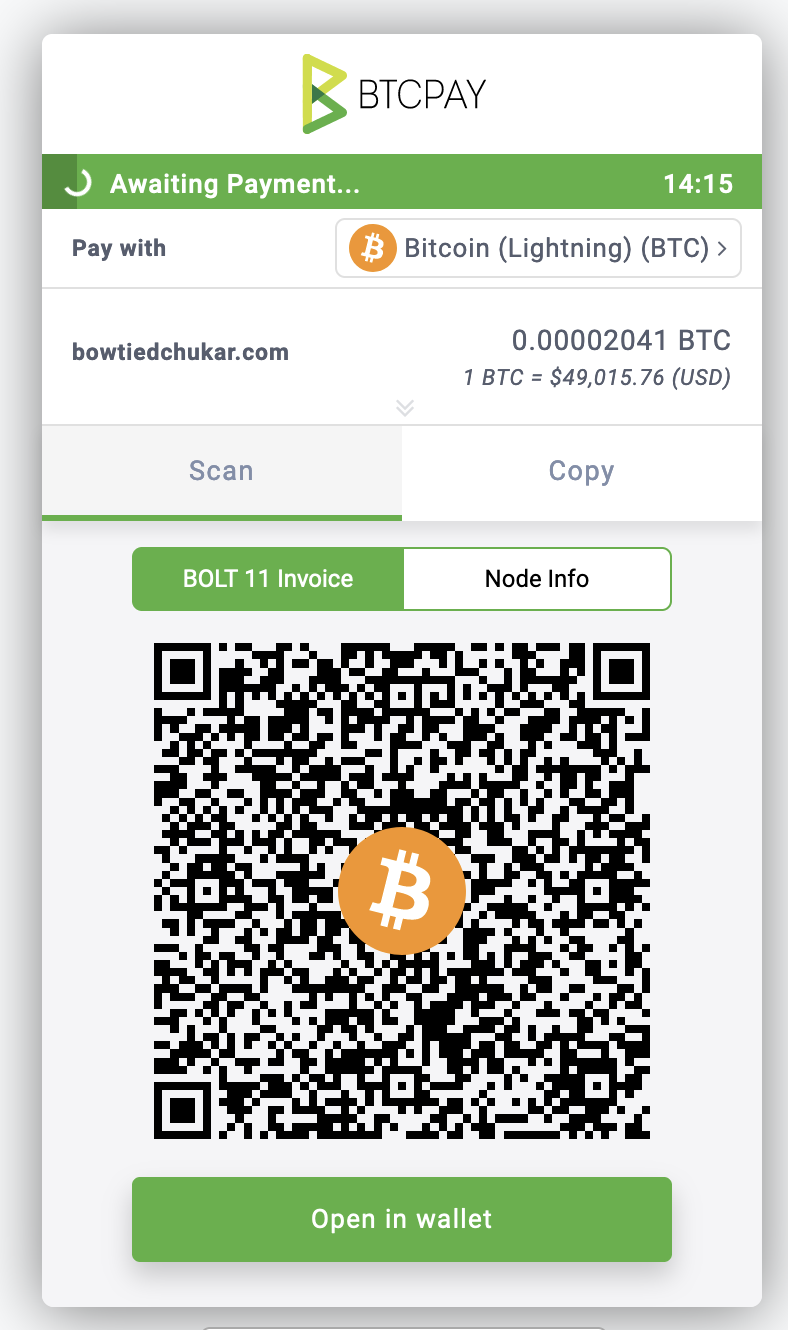 BTCPAY
Awaiting Payment... 14:15
Pay with Bitcoin (Lightning) (BTC)
0.00002041 BTC
bowtiedchukar.com
1 BTC = $49,015.76 (USD)
Scan Copy
BOLT 11 Invoice Node Info
Open in wallet